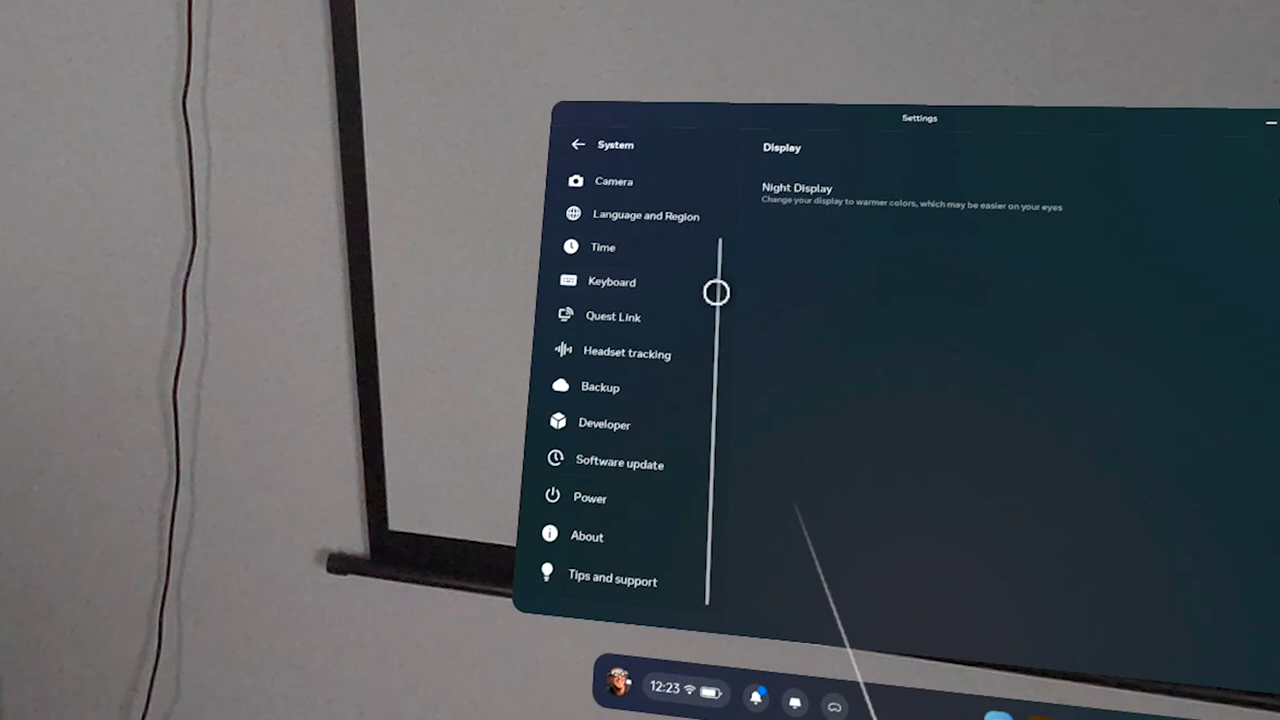 Settings
System
Camera
Language and Region
Time
Keyboard
Quest Link
Headset tracking
Backup
Developer
Software update
Power
About
Tips and support
Display
Night Display
Change your display to warmer colors, which may be easier on your eyes
12:23